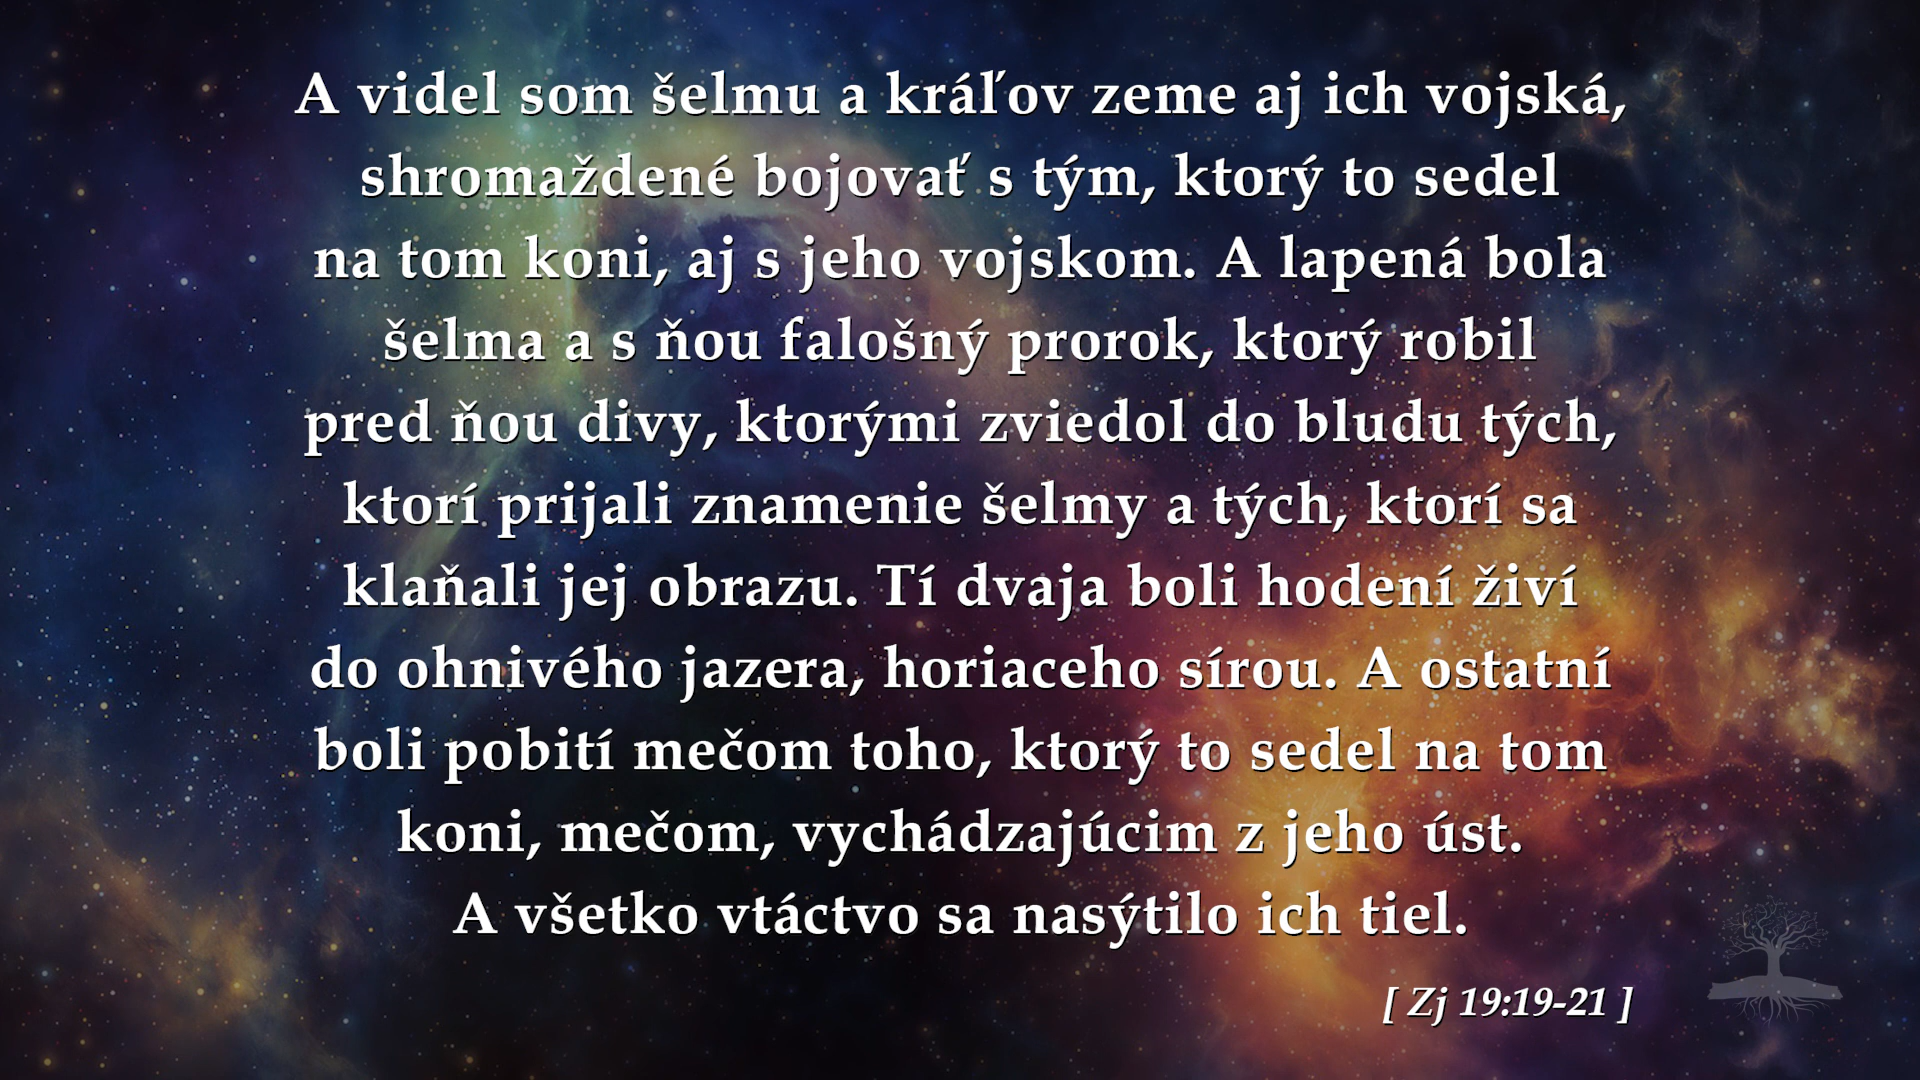 A videl som šelmu a kráľov zeme aj ich vojská,
shromaždené bojovať s tým, ktorý to sedel
na tom koni, aj s jeho vojskom. A lapená bola
šelma a s ňou falošný prorok, ktorý robil
pred ňou divy, ktorými zviedol do bludu tých,
ktorí prijali znamenie šelmy a tých, ktorí sa
klaňali jej obrazu. Tí dvaja boli hodení živí
do ohnivého jazera, horiaceho sírou. A ostatní
boli pobití mečom toho, ktorý to sedel na tom
koni, mečom, vychádzajúcim z jeho úst.
A všetko vtáctvo sa nasýtilo ich tiel.
[ Zj 19:19-21 ]